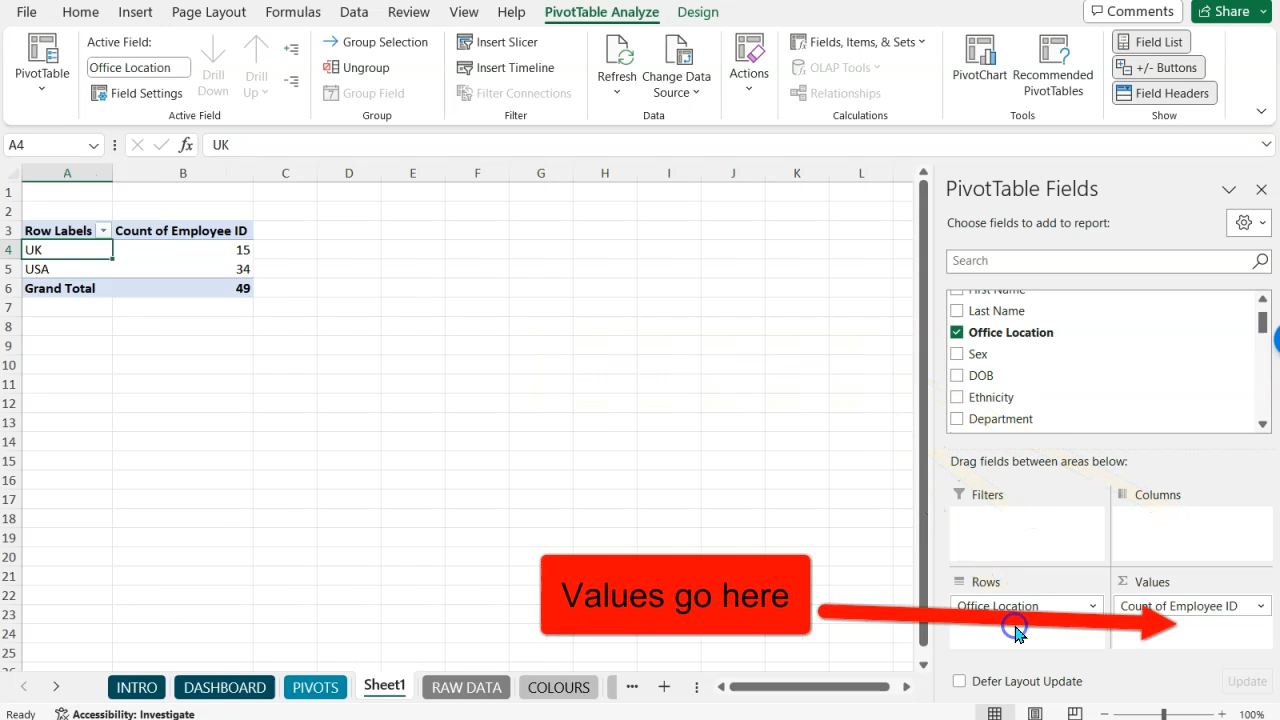 File Home Insert Page Layout Formulas Data Review View Help PivotTable Analyze Design Comments Share
PivotTable
Active Field:
Office Location
Field Settings
Drill Down
Drill Up
Active Field
Group Selection
Ungroup
Group Field
Group
Insert Slicer
Insert Timeline
Filter Connections
Filter
Refresh
Change Data Source
Data
Actions
Fields, Items, & Sets
OLAP Tools
Relationships
Calculations
PivotChart
Recommended PivotTables
Tools
Field List
+/- Buttons
Field Headers
Show
A4 fx UK
A B C D E F G H I J K L
1
2
3 Row Labels Count of Employee ID
4 UK 15
5 USA 34
6 Grand Total 49
7
8
9
10
11
12
13
14
15
16
17
18
19
20
21
22
23
24
25
Values go here
PivotTable Fields
Choose fields to add to report:
Search
First Name
Last Name
Office Location
Sex
DOB
Ethnicity
Department
Drag fields between areas below:
Filters
Columns
Rows
Σ Values
Office Location
Count of Employee ID
Defer Layout Update Update
INTRO DASHBOARD PIVOTS Sheet1 RAW DATA COLOURS ... +
Ready Accessibility: Investigate 100%